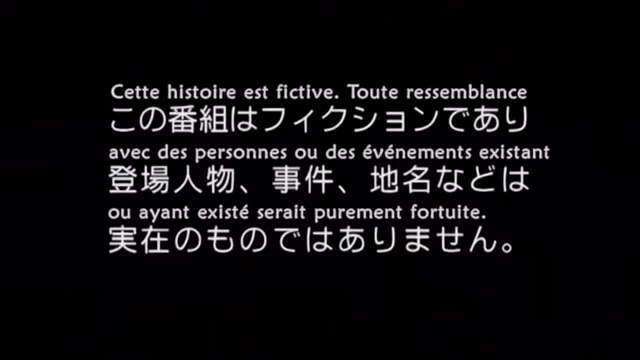 Cette histoire est fictive. Toute ressemblance
この番組はフィクションであり
avec des personnes ou des événements existant
登場人物、事件、地名などは
ou ayant existé serait purement fortuite.
実在のものではありません。